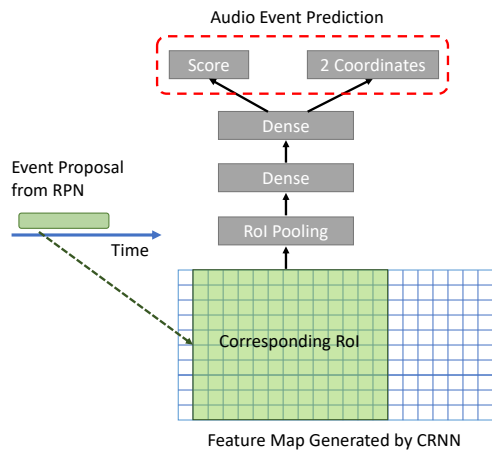 Audio Event Prediction
Score
2 Coordinates
Dense
Dense
Event Proposal
from RPN
Time
RoI Pooling
Corresponding RoI
Feature Map Generated by CRNN